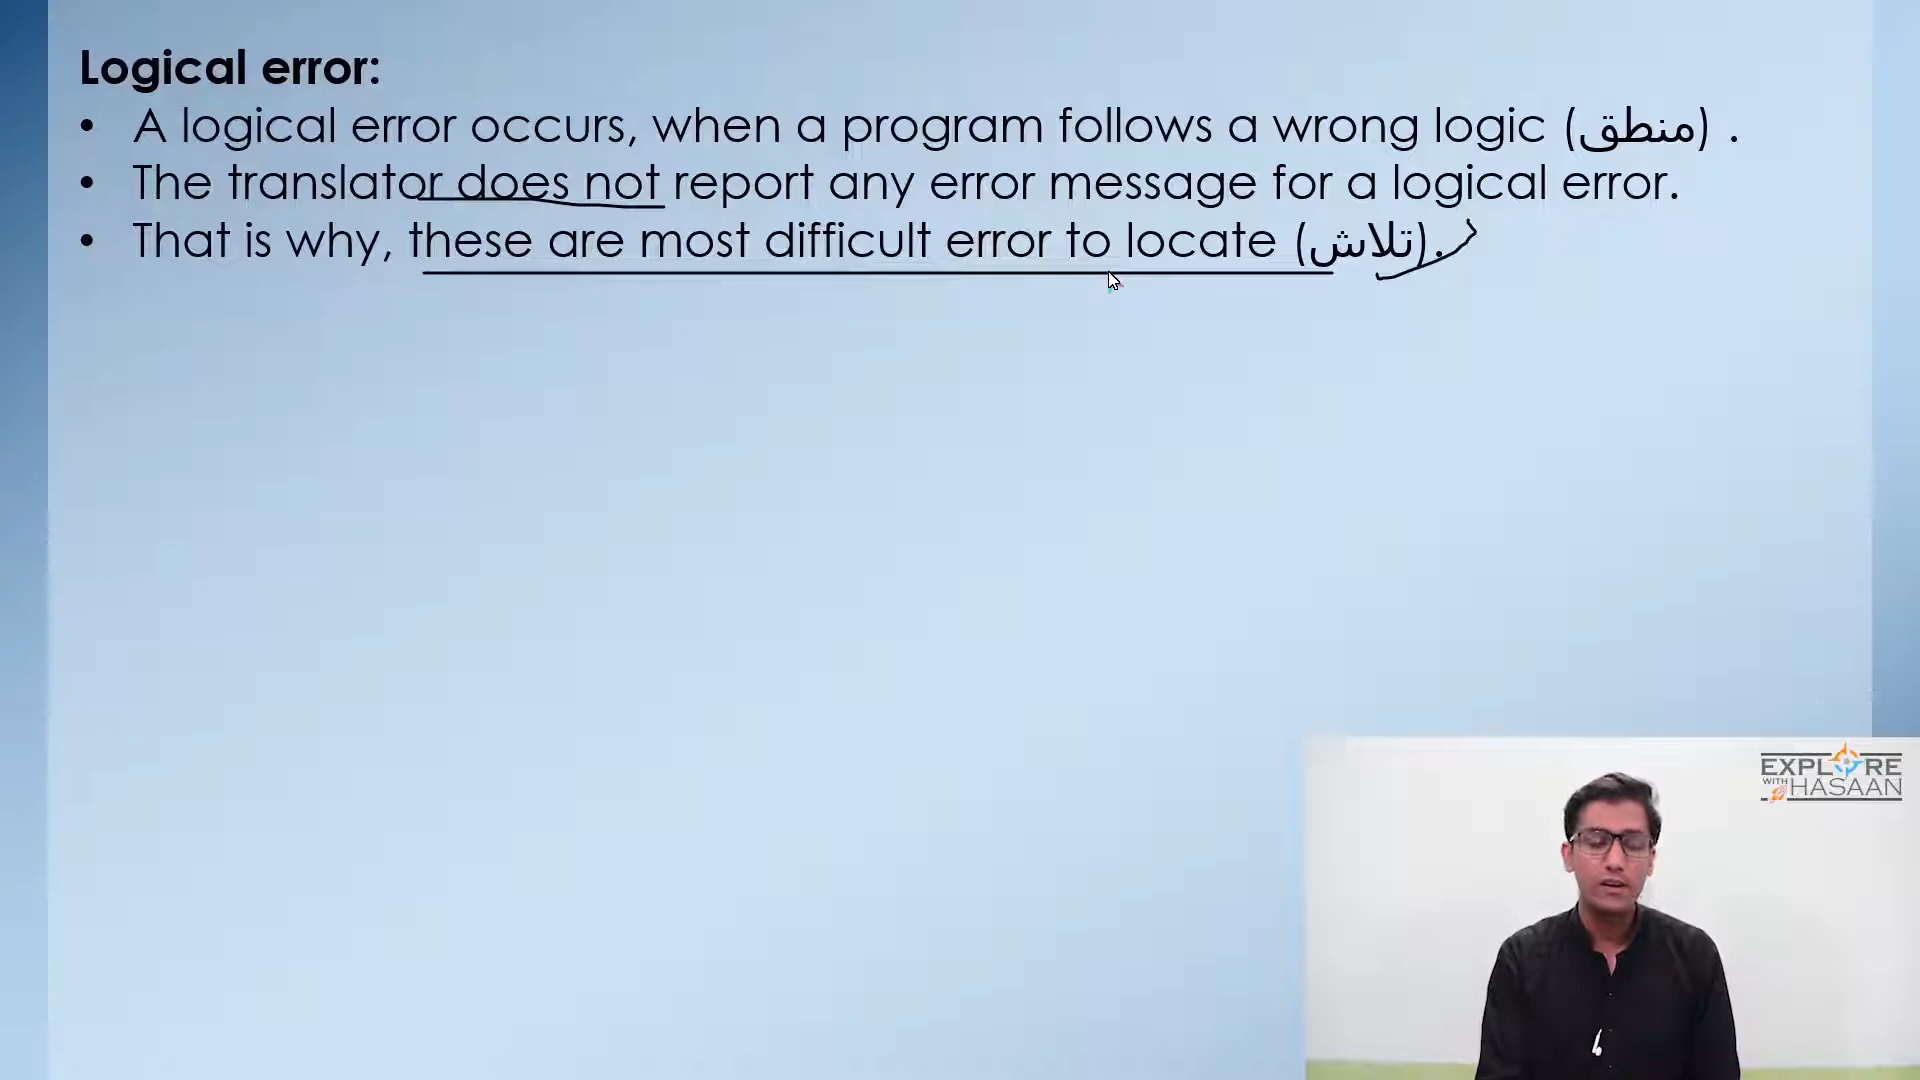 Logical error:
• A logical error occurs, when a program follows a wrong logic (منطق) .
• The translator does not report any error message for a logical error.
• That is why, these are most difficult error to locate (تلاش).
EXPLORE
WITH HASAAN